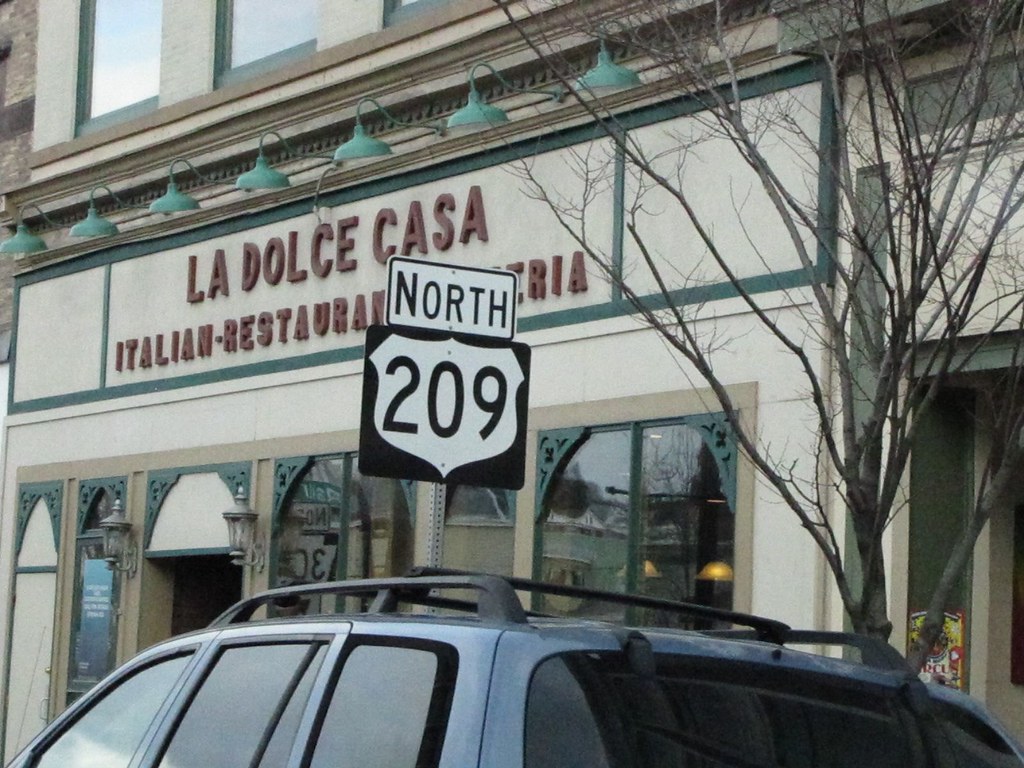 LA DOLCE CASA
ITALIAN-RESTAURAN ERIA
NORTH
209